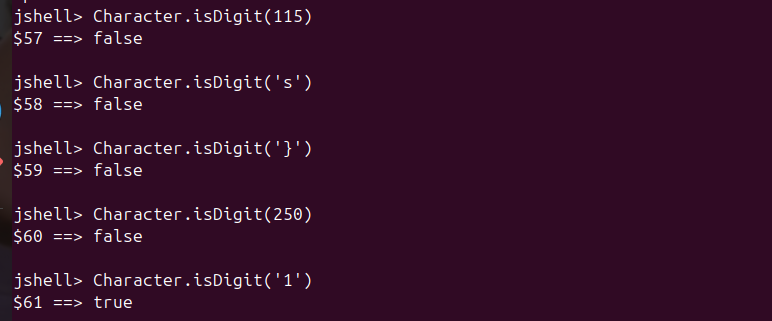 jshell> Character.isDigit(115)
$57 ==> false
jshell> Character.isDigit('s')
$58 ==> false
jshell> Character.isDigit('}')
$59 ==> false
jshell> Character.isDigit(250)
$60 ==> false
jshell> Character.isDigit('1')
$61 ==> true